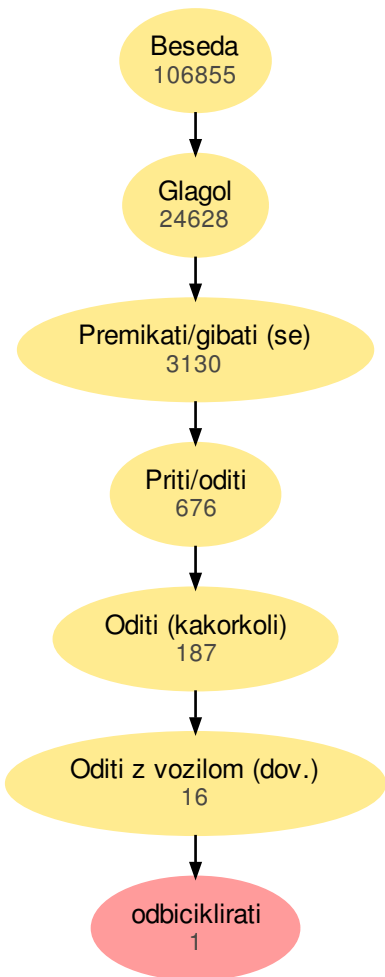 Beseda
106855
Glagol
24628
Premikati/gibati (se)
3130
Priti/oditi
676
Oditi (kakorkoli)
187
Oditi z vozilom (dov.)
16
odbiciklirati
1